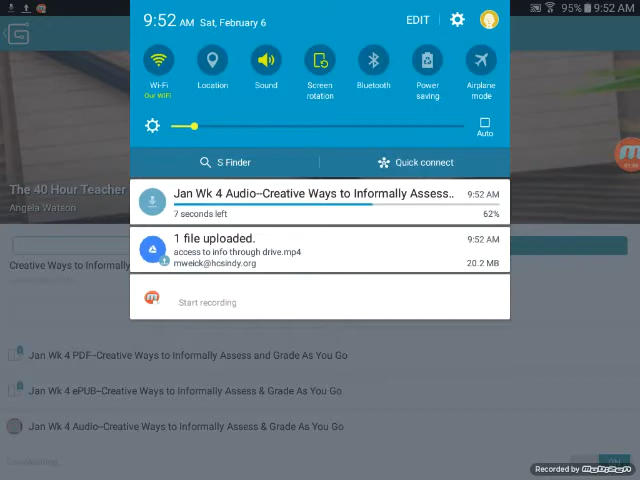 9:52 AM
9:52 AM Sat, February 6
EDIT
95% 9:52 AM
Wi-Fi
Our WiFi
Location
Sound
Screen rotation
Bluetooth
Power saving
Airplane mode
Auto
S Finder
Quick connect
Jan Wk 4 Audio--Creative Ways to Informally Assess..
9:52 AM
7 seconds left
62%
1 file uploaded.
9:52 AM
access to info through drive.mp4
mweick@hcsindy.org
20.2 MB
Start recording
The 40 Hour Teacher
Angela Watson
Creative Ways to Informally
Jan Wk 4 PDF--Creative Ways to Informally Assess and Grade As You Go
Jan Wk 4 ePUB--Creative Ways to Informally Assess & Grade As You Go
Jan Wk 4 Audio--Creative Ways to Informally Assess & Grade As You Go
Downloading...
ON
Recorded by Mobizen